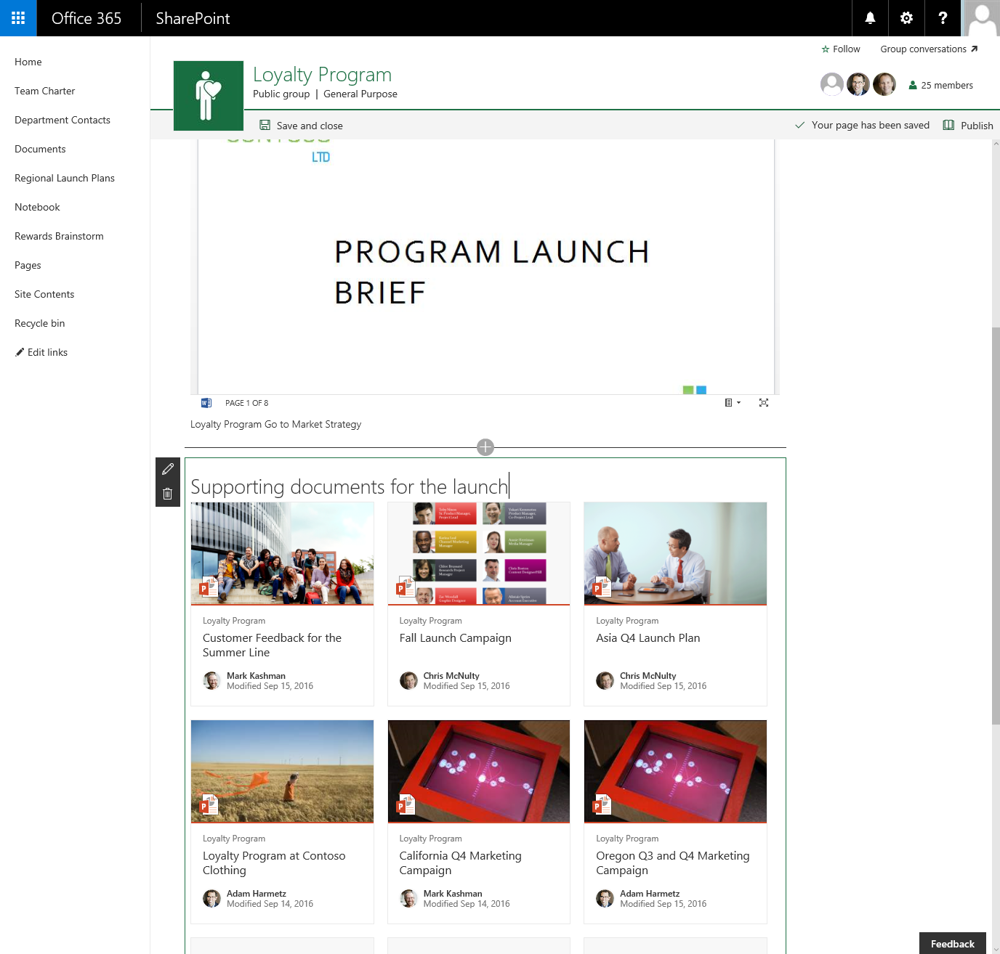 Office 365
SharePoint
?
Home
Team Charter
Department Contacts
Documents
Regional Launch Plans
Notebook
Rewards Brainstorm
Pages
Site Contents
Recycle bin
Edit links
Follow
Group conversations
Loyalty Program
Public group | General Purpose
25 members
Save and close
Your page has been saved
Publish
LTD
PROGRAM LAUNCH
BRIEF
PAGE 1 OF 8
Loyalty Program Go to Market Strategy
Supporting documents for the launch
Loyalty Program
Customer Feedback for the
Summer Line
Mark Kashman
Modified Sep 15, 2016
Loyalty Program
Fall Launch Campaign
Chris McNulty
Modified Sep 15, 2016
Loyalty Program
Asia Q4 Launch Plan
Chris McNulty
Modified Sep 15, 2016
Loyalty Program
Loyalty Program at Contoso
Clothing
Adam Harmetz
Modified Sep 14, 2016
Loyalty Program
California Q4 Marketing
Campaign
Mark Kashman
Modified Sep 14, 2016
Loyalty Program
Oregon Q3 and Q4 Marketing
Campaign
Adam Harmetz
Modified Sep 15, 2016
Feedback